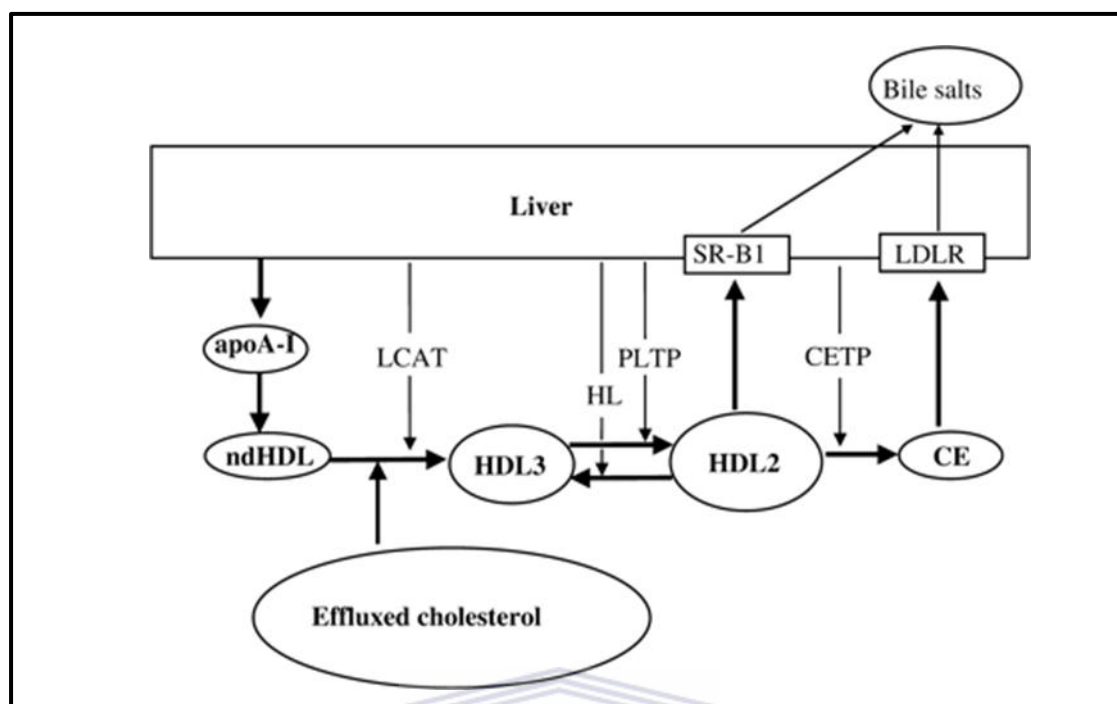 Bile salts
Liver
SR-B1
LDLR
apoA-I
LCAT
PLTP
CETP
HL
ndHDL
HDL3
HDL2
CE
Effluxed cholesterol